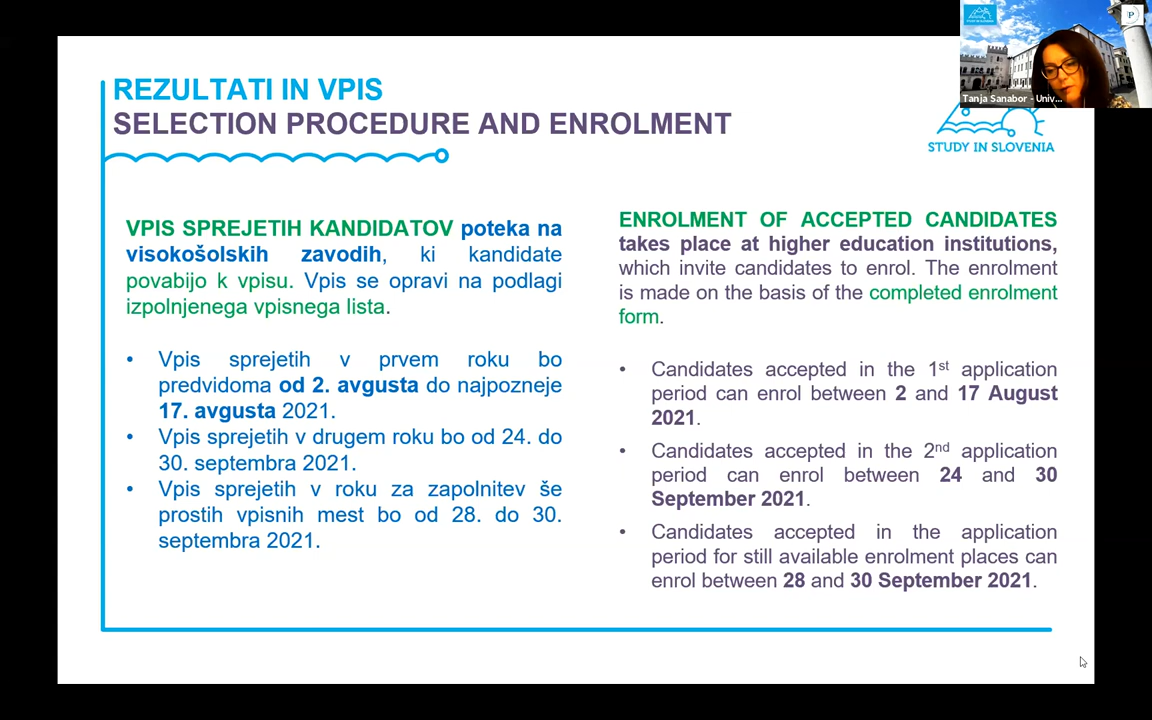 REZULTATI IN VPIS
SELECTION PROCEDURE AND ENROLMENT
Tanja Sanabor - Univ...
STUDY IN SLOVENIA
VPIS SPREJETIH KANDIDATOV poteka na
visokošolskih zavodih, ki kandidate
povabijo k vpisu. Vpis se opravi na podlagi
izpolnjenega vpisnega lista.
• Vpis sprejetih v prvem roku bo
predvidoma od 2. avgusta do najpozneje
17. avgusta 2021.
• Vpis sprejetih v drugem roku bo od 24. do
30. septembra 2021.
• Vpis sprejetih v roku za zapolnitev še
prostih vpisnih mest bo od 28. do 30.
septembra 2021.
ENROLMENT OF ACCEPTED CANDIDATES
takes place at higher education institutions,
which invite candidates to enrol. The enrolment
is made on the basis of the completed enrolment
form.
• Candidates accepted in the 1st application
period can enrol between 2 and 17 August
2021.
• Candidates accepted in the 2nd application
period can enrol between 24 and 30
September 2021.
• Candidates accepted in the application
period for still available enrolment places can
enrol between 28 and 30 September 2021.